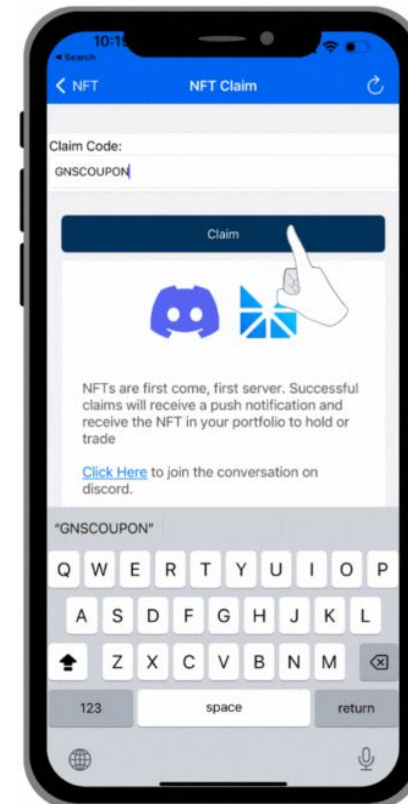 10:19
◀ Search
NFT
NFT Claim
Claim Code:
GNSCOUPON
Claim
NFTs are first come, first server. Successful
claims will receive a push notification and
receive the NFT in your portfolio to hold or
trade
Click Here to join the conversation on
discord.
"GNSCOUPON"
Q W E R T Y U I O P
A S D F G H J K L
Z X C V B N M
123 space return